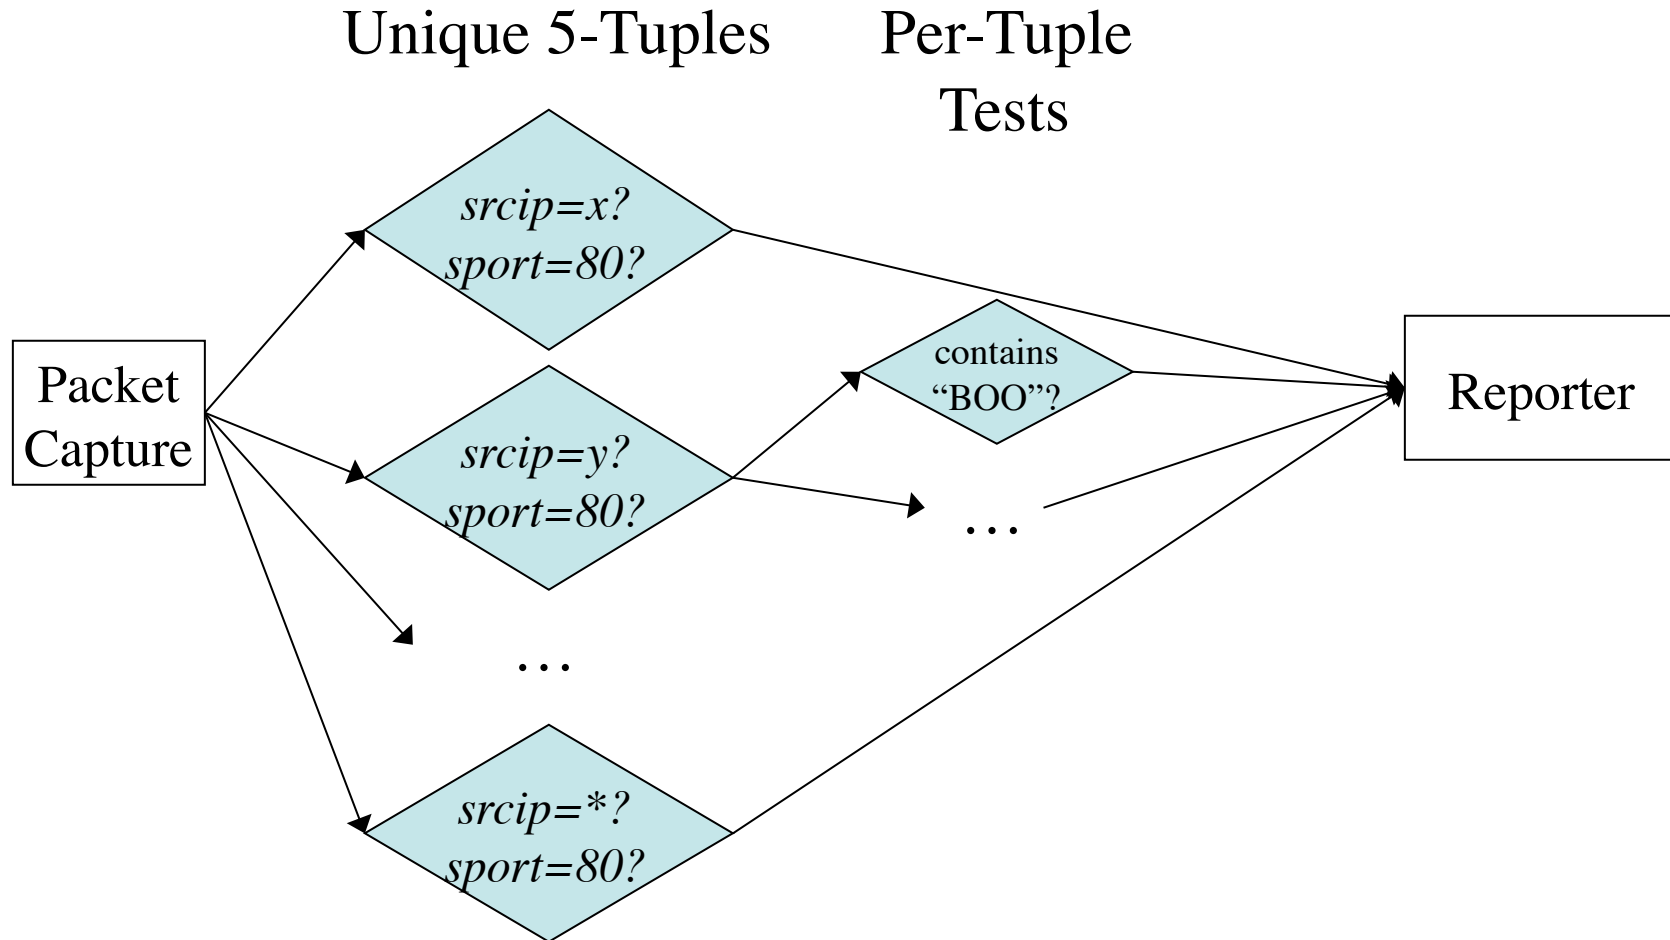 Unique 5-Tuples
Per-Tuple
Tests
srcip=x?
sport=80?
contains
“BOO”?
Packet
Capture
Reporter
srcip=y?
sport=80?
...
...
srcip=*?
sport=80?